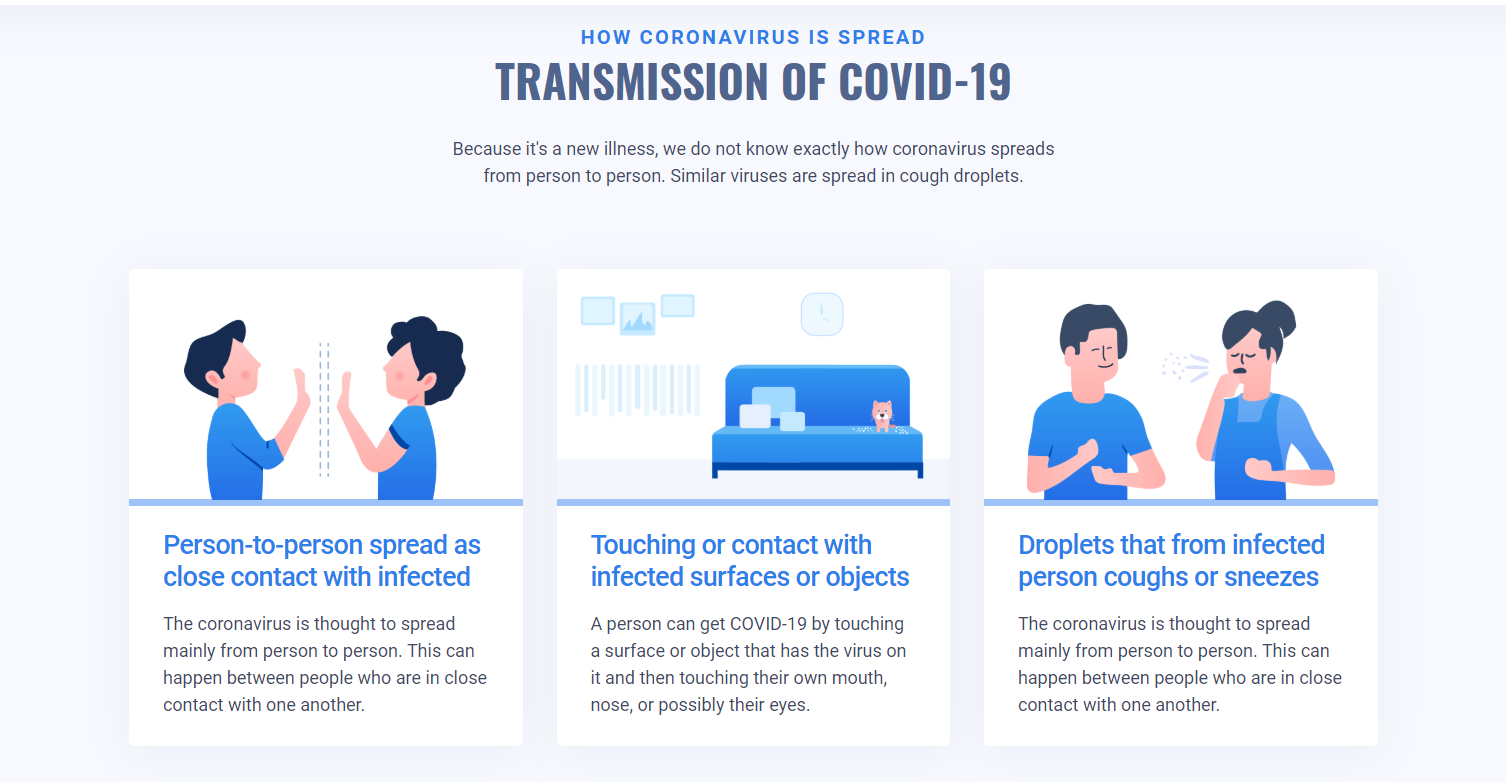 HOW CORONAVIRUS IS SPREAD
TRANSMISSION OF COVID-19
Because it's a new illness, we do not know exactly how coronavirus spreads
from person to person. Similar viruses are spread in cough droplets.
Person-to-person spread as
close contact with infected
The coronavirus is thought to spread
mainly from person to person. This can
happen between people who are in close
contact with one another.
Touching or contact with
infected surfaces or objects
A person can get COVID-19 by touching
a surface or object that has the virus on
it and then touching their own mouth,
nose, or possibly their eyes.
Droplets that from infected
person coughs or sneezes
The coronavirus is thought to spread
mainly from person to person. This can
happen between people who are in close
contact with one another.